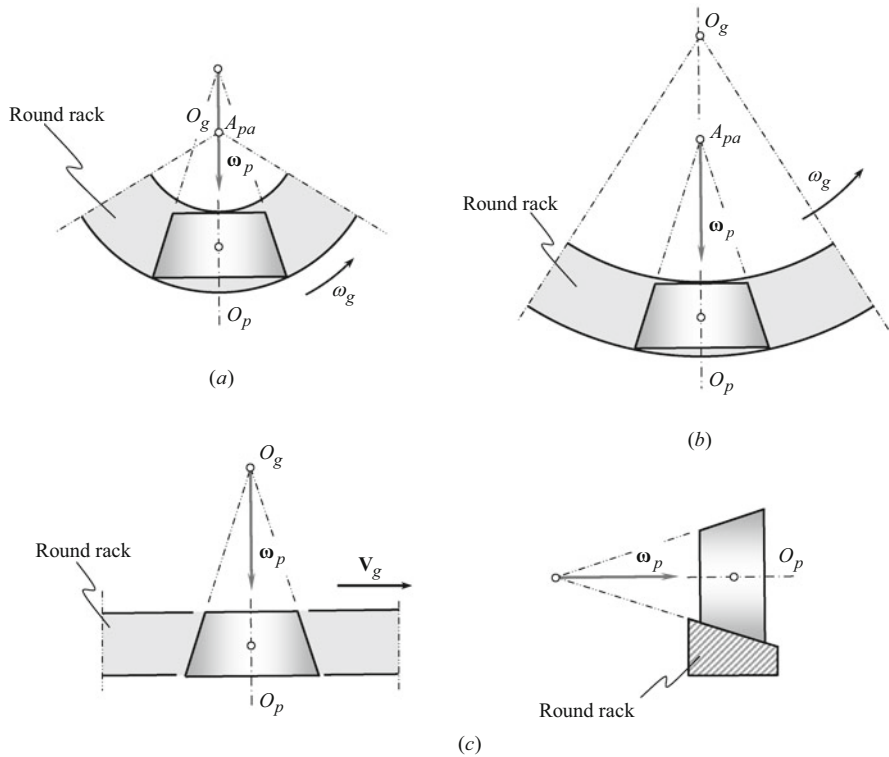 O_g
Round rack
O_g
A_pa
ω_p
ω_g
O_p
(a)
O_g
A_pa
ω_g
Round rack
ω_p
O_p
(b)
O_g
Round rack
ω_p
V_g
O_p
ω_p
O_p
Round rack
(c)